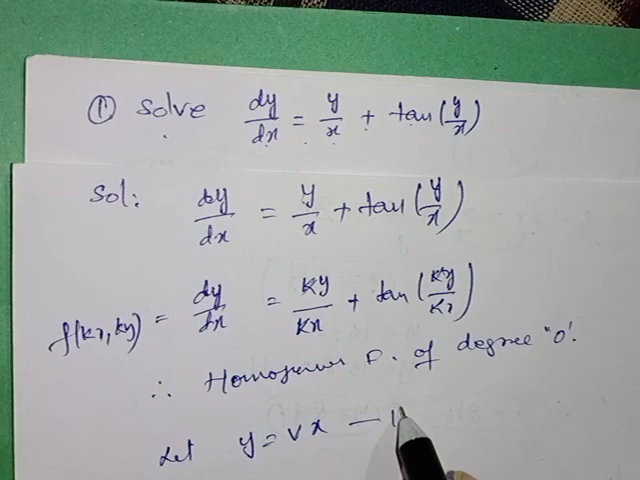 ① Solve dy/dx = y/x + tan(y/x)
Sol: dy/dx = y/x + tan(y/x)
f(kx, ky) = dy/dx = ky/kx + tan(ky/kx)
∴ D. of degree "0".
Let y = vx —